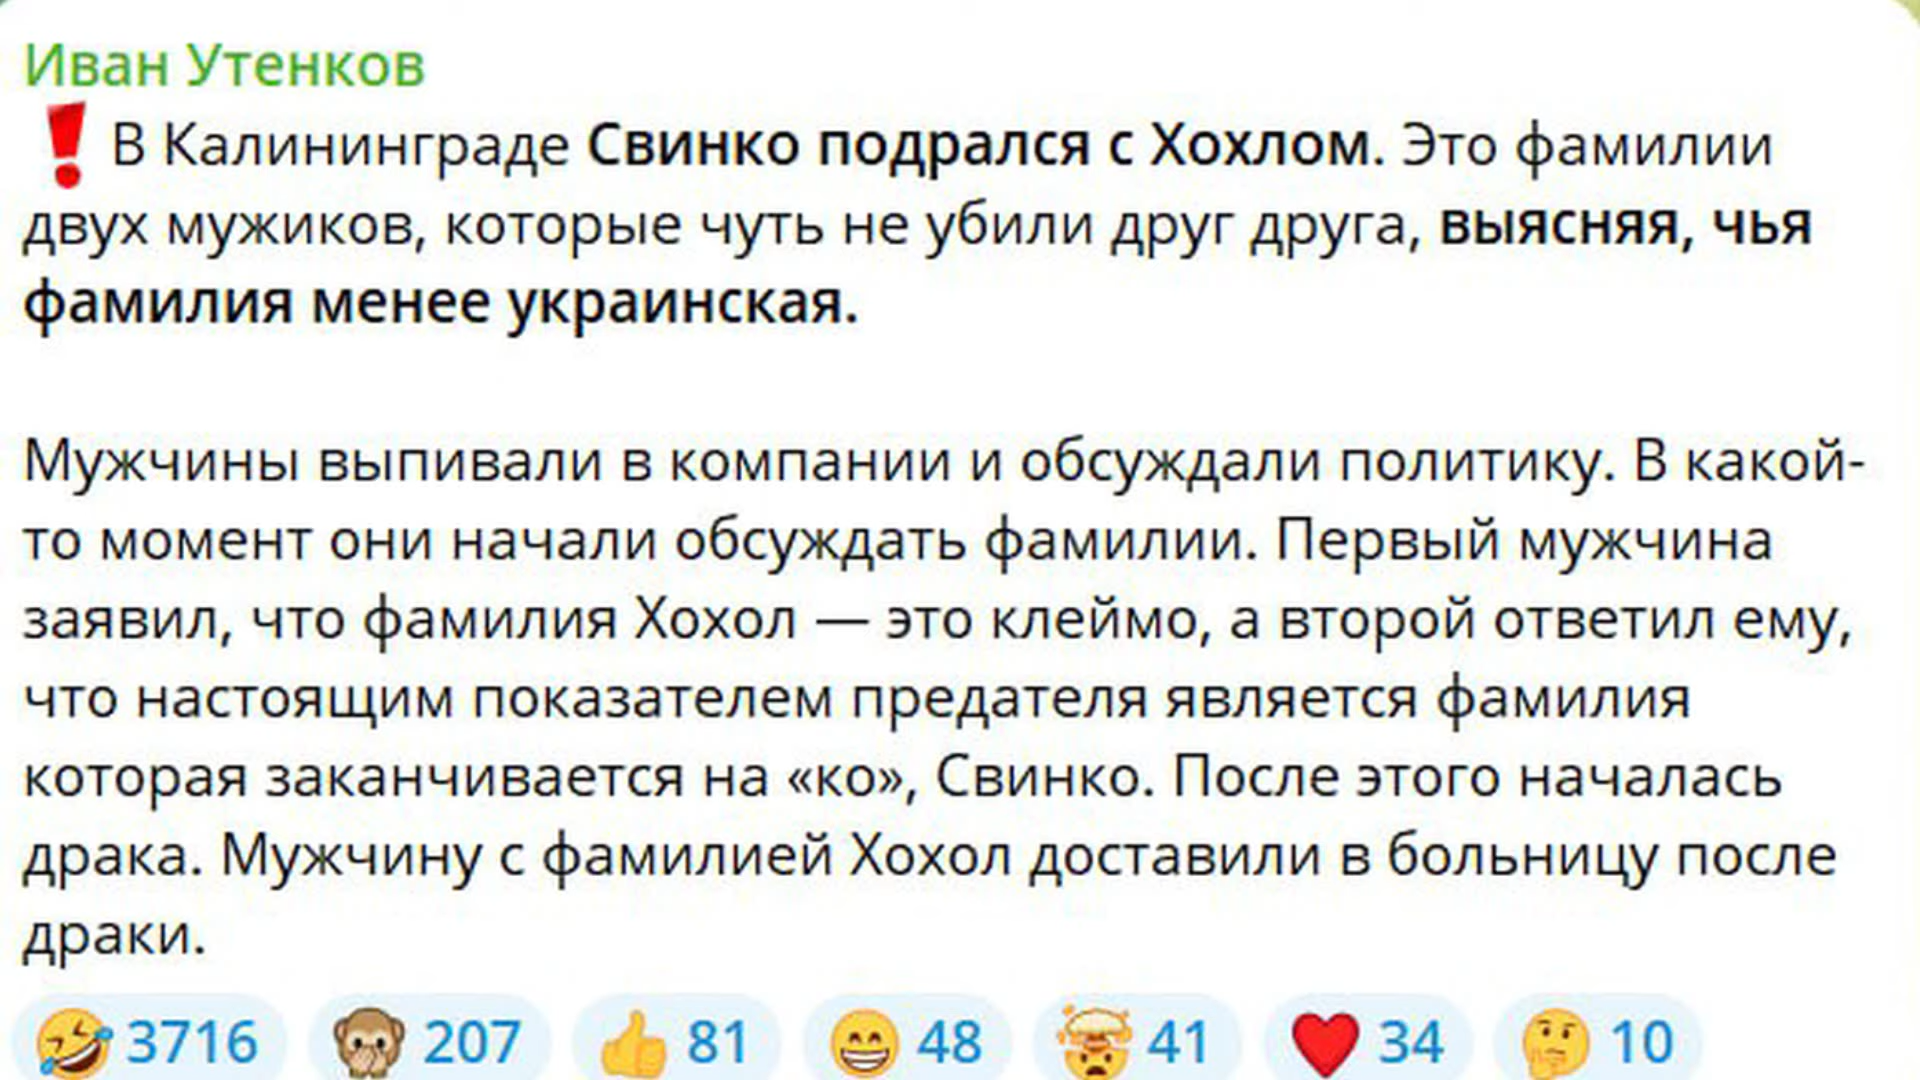 Иван Утенков
❗ В Калининграде Свинко подрался с Хохлом. Это фамилии
двух мужиков, которые чуть не убили друг друга, выясняя, чья
фамилия менее украинская.
Мужчины выпивали в компании и обсуждали политику. В какой-
то момент они начали обсуждать фамилии. Первый мужчина
заявил, что фамилия Хохол — это клеймо, а второй ответил ему,
что настоящим показателем предателя является фамилия
которая заканчивается на «ко», Свинко. После этого началась
драка. Мужчину с фамилией Хохол доставили в больницу после
драки.
🤣 3716 🙊 207 👍 81 😁 48 🤯 41 ❤ 34 🤔 10